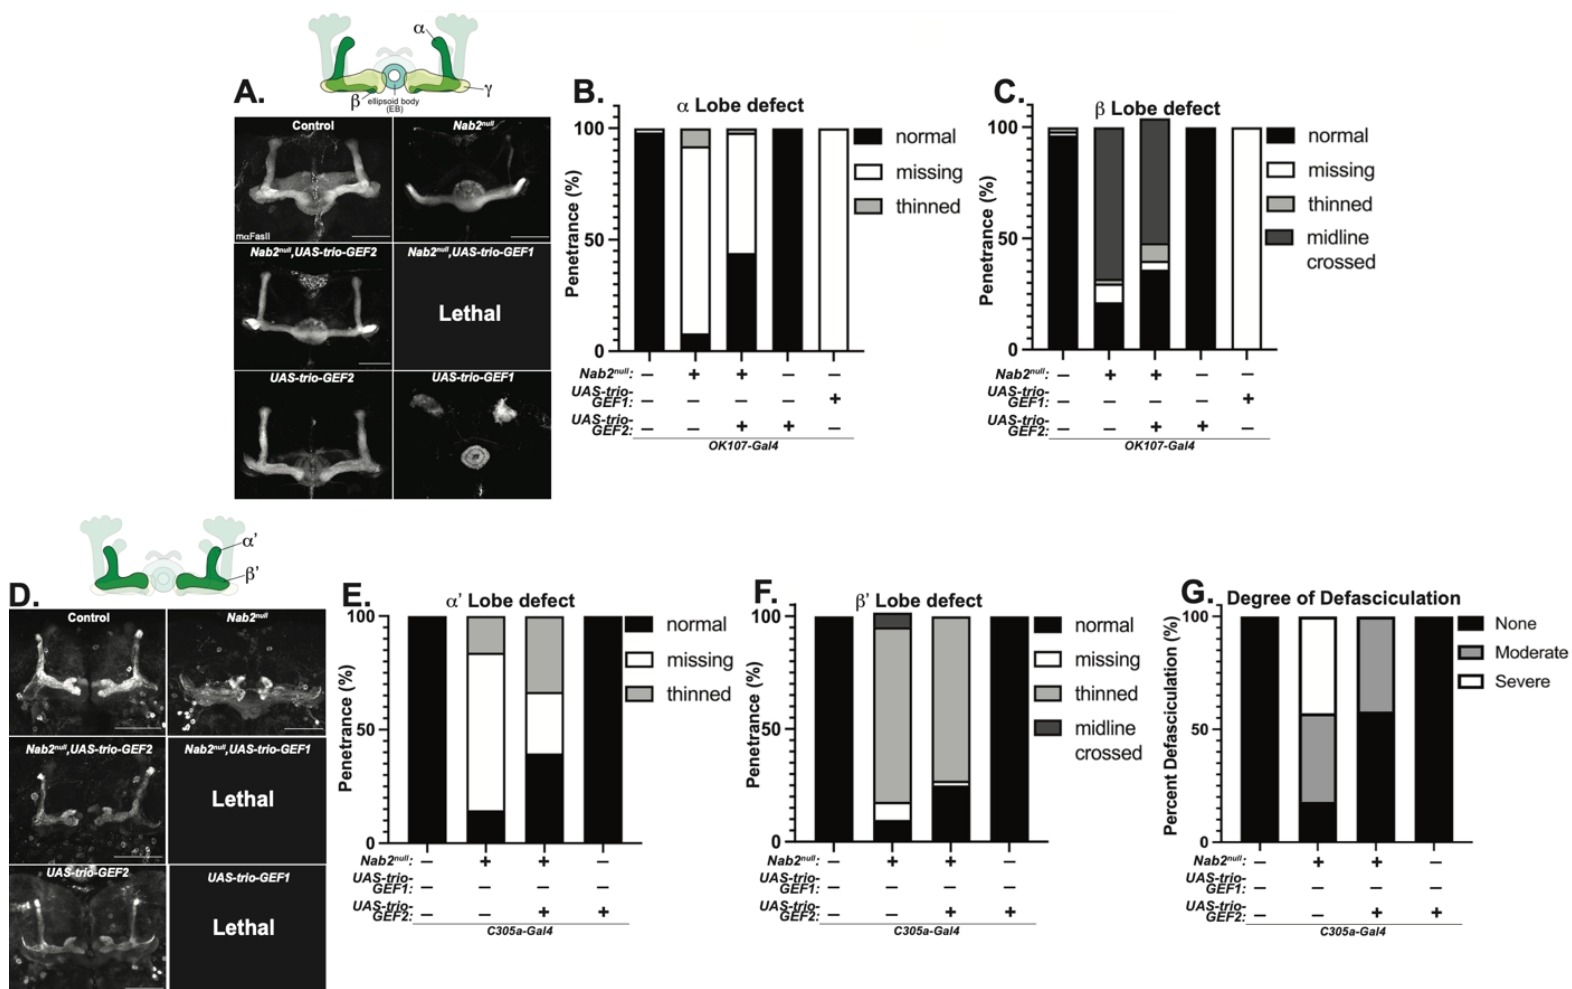 α
β
ellipsoid body
(EB)
γ
A.
Control
Nab2null
mαFasII
Nab2null,UAS-trio-GEF2
Nab2null,UAS-trio-GEF1
Lethal
UAS-trio-GEF2
UAS-trio-GEF1
B.
α Lobe defect
Penetrance (%)
100
50
0
normal
missing
thinned
Nab2null: – + + – –
UAS-trio-
GEF1: – – – – +
UAS-trio-
GEF2: – – + + –
OK107-Gal4
C.
β Lobe defect
Penetrance (%)
100
50
0
normal
missing
thinned
midline
crossed
Nab2null: – + + – –
UAS-trio-
GEF1: – – – – +
UAS-trio-
GEF2: – – + + –
OK107-Gal4
α'
β'
D.
Control
Nab2null
Nab2null,UAS-trio-GEF2
Nab2null,UAS-trio-GEF1
Lethal
UAS-trio-GEF2
UAS-trio-GEF1
Lethal
E.
α' Lobe defect
Penetrance (%)
100
50
0
normal
missing
thinned
Nab2null: – + + –
UAS-trio-
GEF1: – – – –
UAS-trio-
GEF2: – – + +
C305a-Gal4
F.
β' Lobe defect
Penetrance (%)
100
50
0
normal
missing
thinned
midline
crossed
Nab2null: – + + –
UAS-trio-
GEF1: – – – –
UAS-trio-
GEF2: – – + +
C305a-Gal4
G.
Degree of Defasciculation
Percent Defasciculation (%)
100
50
0
None
Moderate
Severe
Nab2null: – + + –
UAS-trio-
GEF1: – – – –
UAS-trio-
GEF2: – – + +
C305a-Gal4